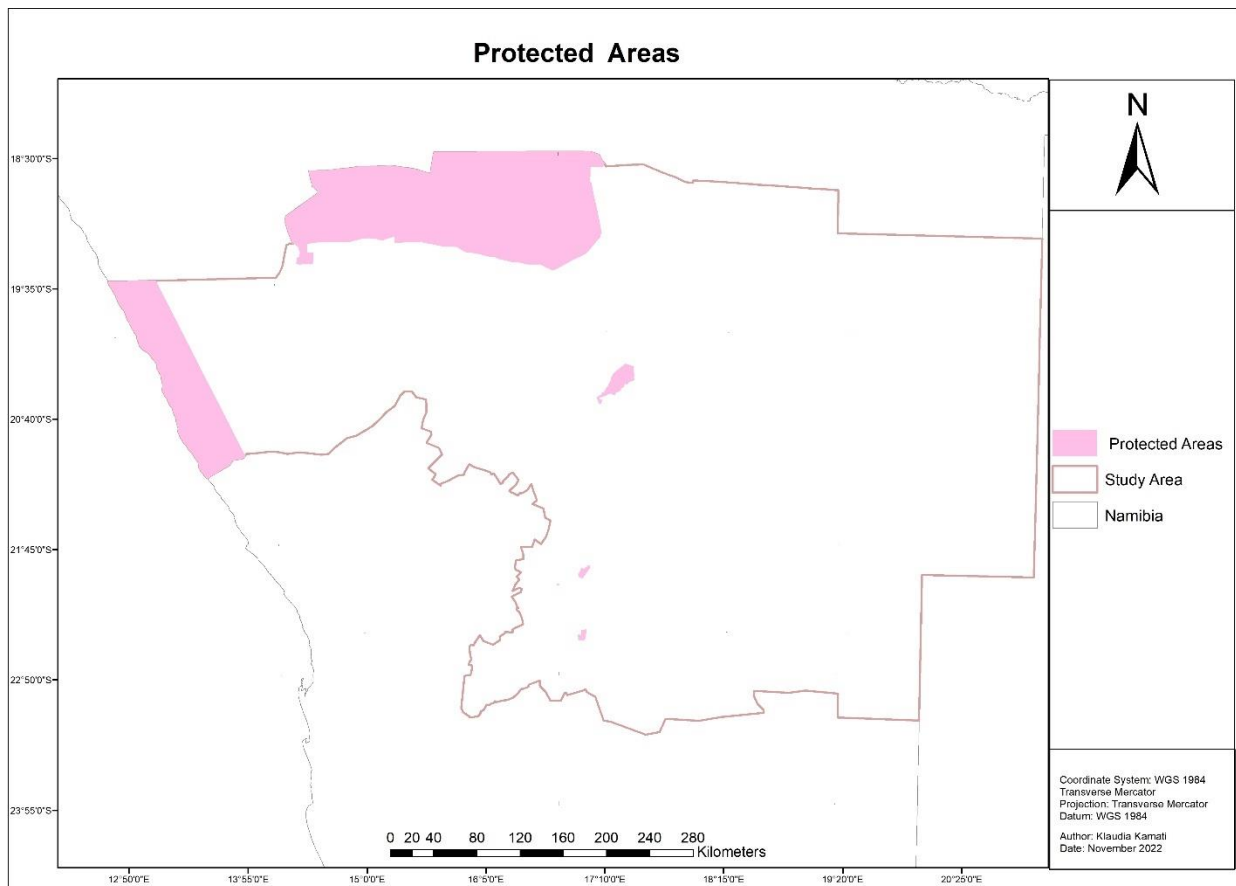 Protected Areas
N
18°30'0"S
19°35'0"S
20°40'0"S
21°45'0"S
22°50'0"S
23°55'0"S
12°50'0"E
13°55'0"E
15°0'0"E
16°5'0"E
17°10'0"E
18°15'0"E
19°20'0"E
20°25'0"E
0 20 40 80 120 160 200 240 280
Kilometers
Protected Areas
Study Area
Namibia
Coordinate System: WGS 1984
Transverse Mercator
Projection: Transverse Mercator
Datum: WGS 1984
Author: Klaudia Kamati
Date: November 2022